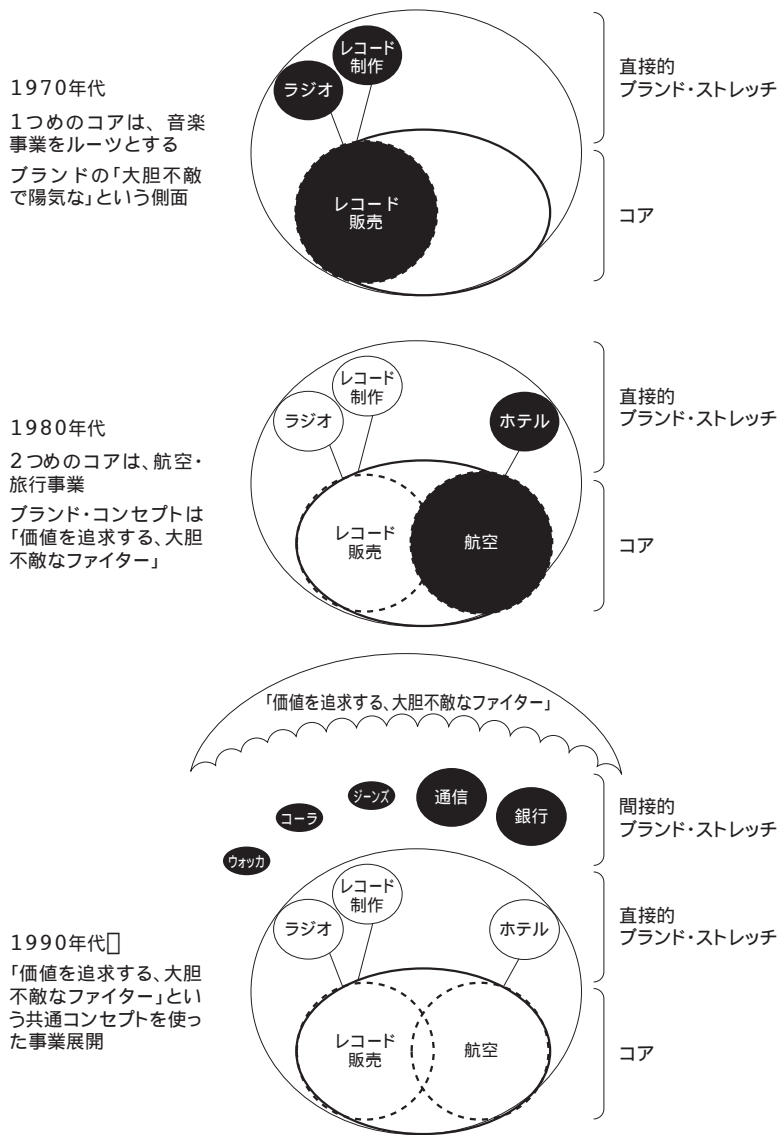 1970年代
1つめのコアは、音楽
事業をルーツとする
ブランドの「大胆不敵
で陽気な」という側面
レコード
制作
ラジオ
レコード
販売
直接的
ブランド・ストレッチ
コア
1980年代
2つめのコアは、航空・
旅行事業
ブランド・コンセプトは
「価値を追求する、大胆
不敵なファイター」
レコード
制作
ラジオ
ホテル
レコード
販売
航空
直接的
ブランド・ストレッチ
コア
「価値を追求する、大胆不敵なファイター」
ジーンズ
通信
コーラ
銀行
ウォッカ
間接的
ブランド・ストレッチ
1990年代
「価値を追求する、大胆
不敵なファイター」とい
う共通コンセプトを使っ
た事業展開
レコード
制作
ラジオ
ホテル
レコード
販売
航空
直接的
ブランド・ストレッチ
コア